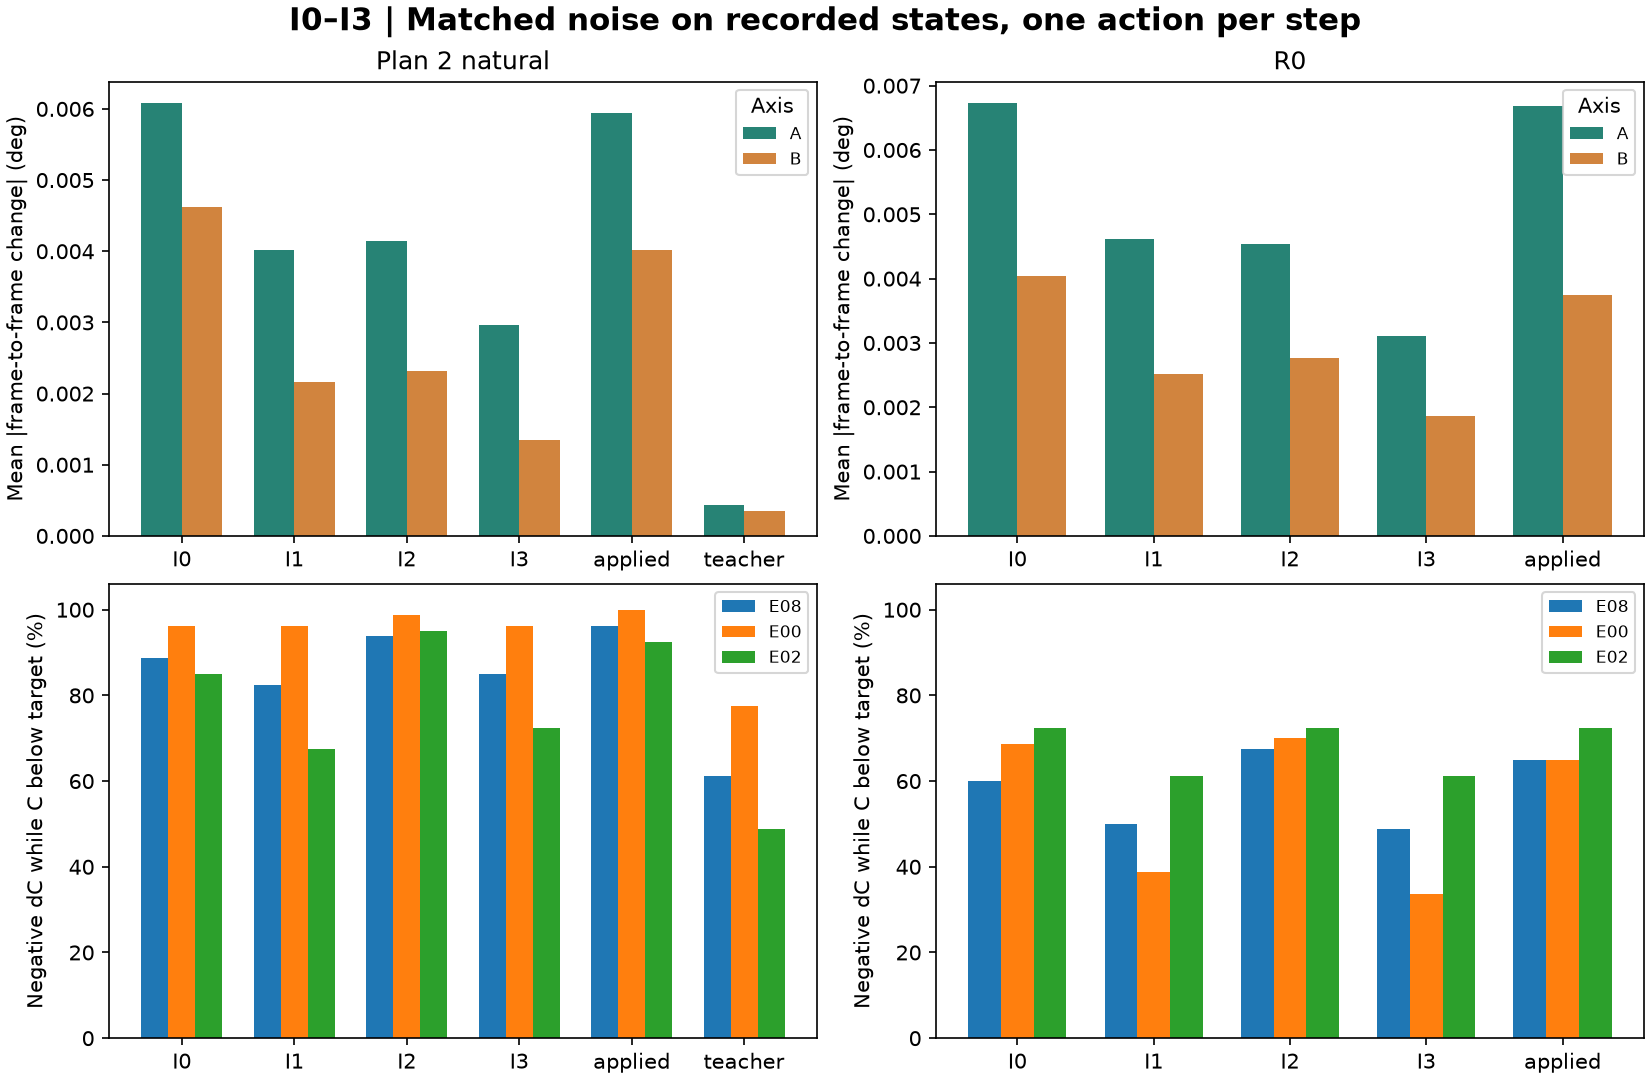 I0–I3 | Matched noise on recorded states, one action per step
Plan 2 natural
Mean |frame-to-frame change| (deg)
0.006
0.005
0.004
0.003
0.002
0.001
0.000
Axis
A
B
I0 I1 I2 I3 applied teacher
R0
Mean |frame-to-frame change| (deg)
0.007
0.006
0.005
0.004
0.003
0.002
0.001
0.000
Axis
A
B
I0 I1 I2 I3 applied
Negative dC while C below target (%)
100
80
60
40
20
0
E08
E00
E02
I0 I1 I2 I3 applied teacher
Negative dC while C below target (%)
100
80
60
40
20
0
E08
E00
E02
I0 I1 I2 I3 applied